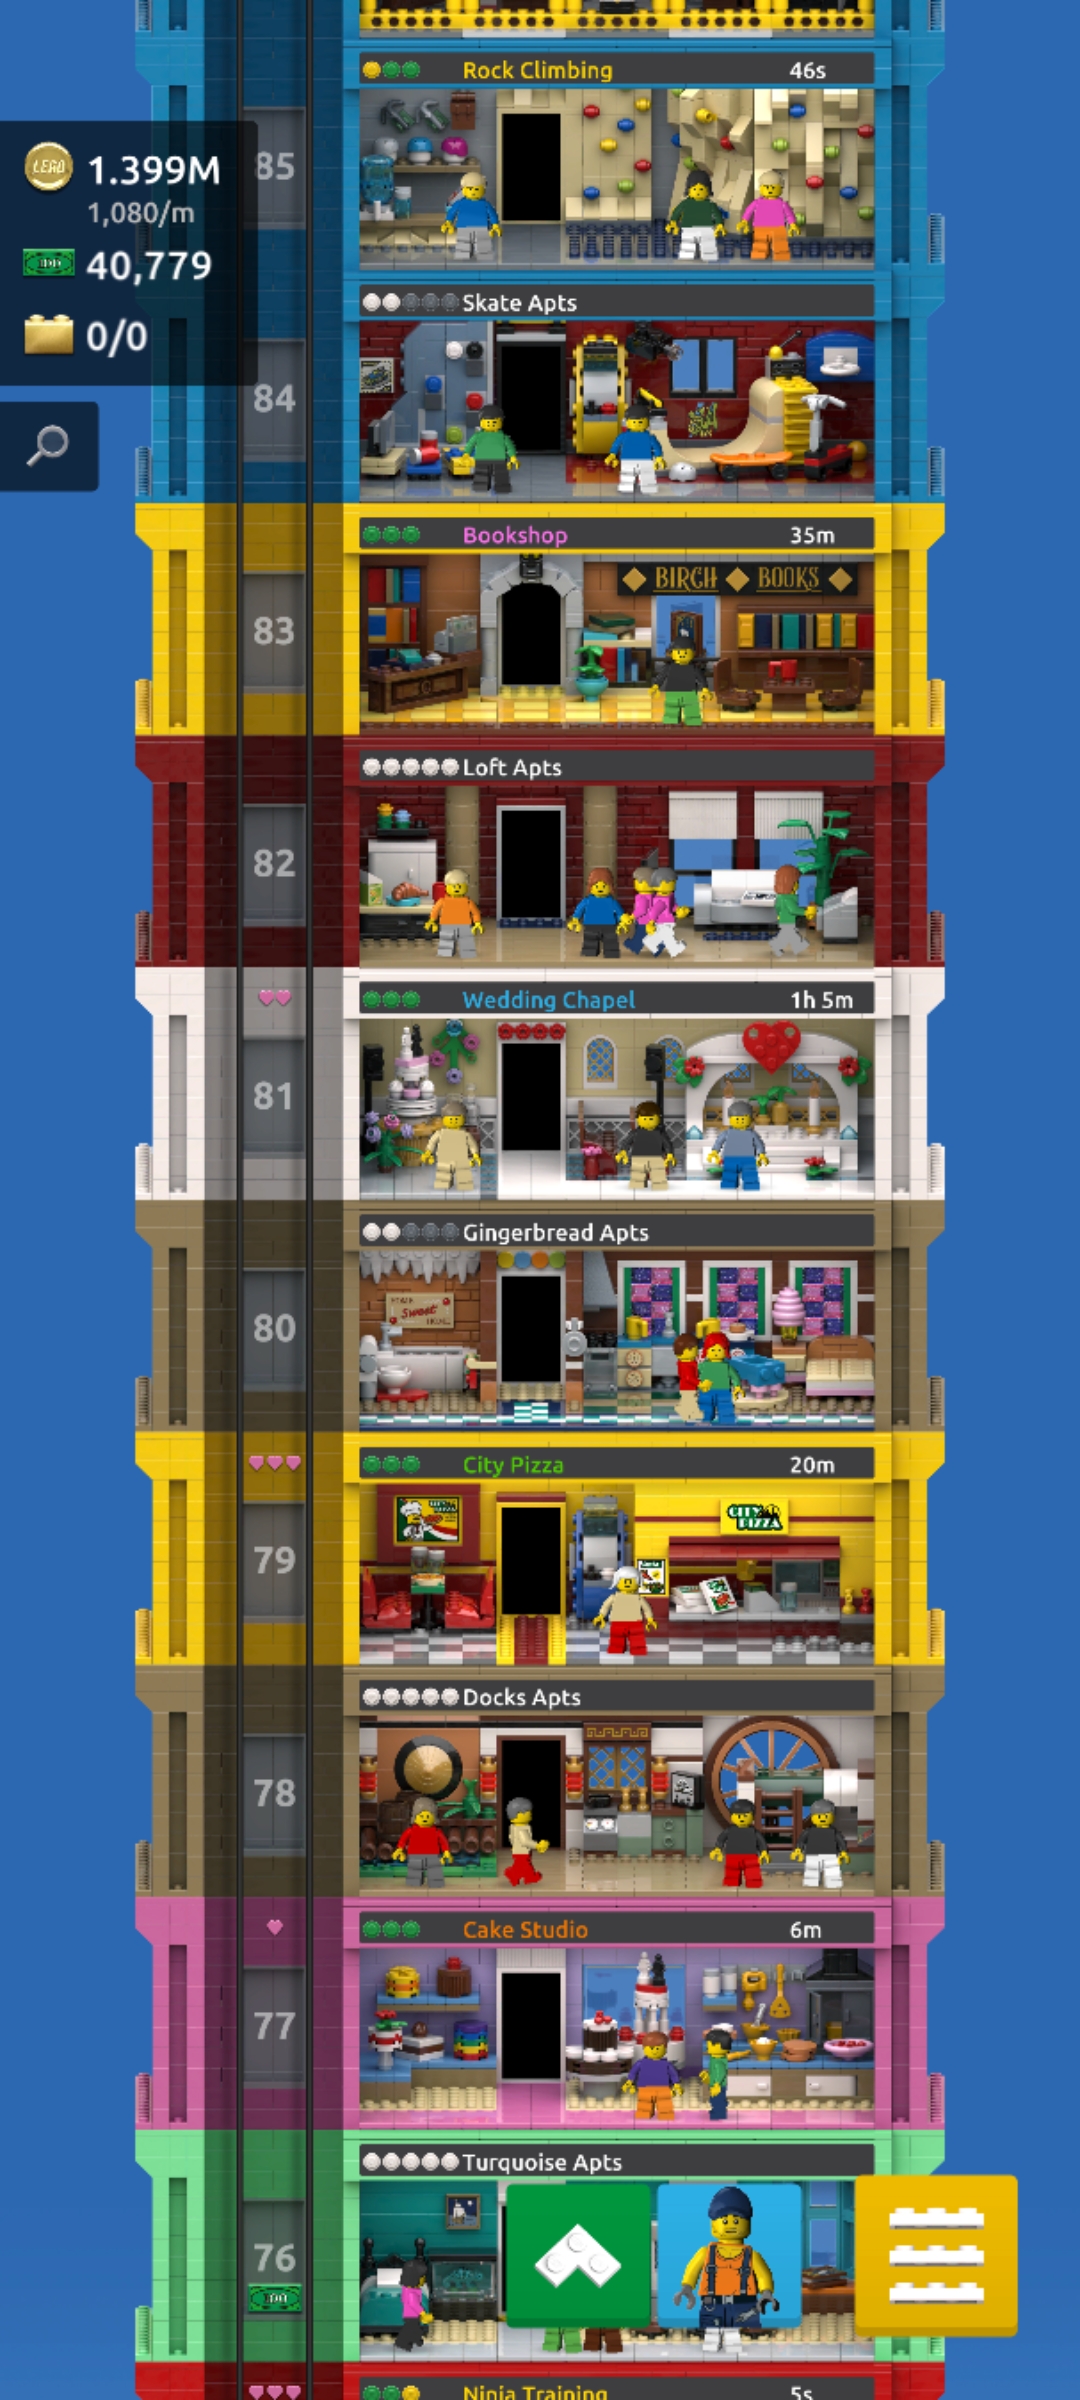 Rock Climbing 46s
85
LEGO 1.399M
1,080/m
40,779
0/0
Skate Apts
84
Bookshop 35m
BIRCH BOOKS
83
Loft Apts
82
Wedding Chapel 1h 5m
81
Gingerbread Apts
Sweet
80
City Pizza 20m
CITY PIZZA
79
Docks Apts
78
Cake Studio 6m
77
Turquoise Apts
76
100
Ninja Training 5s